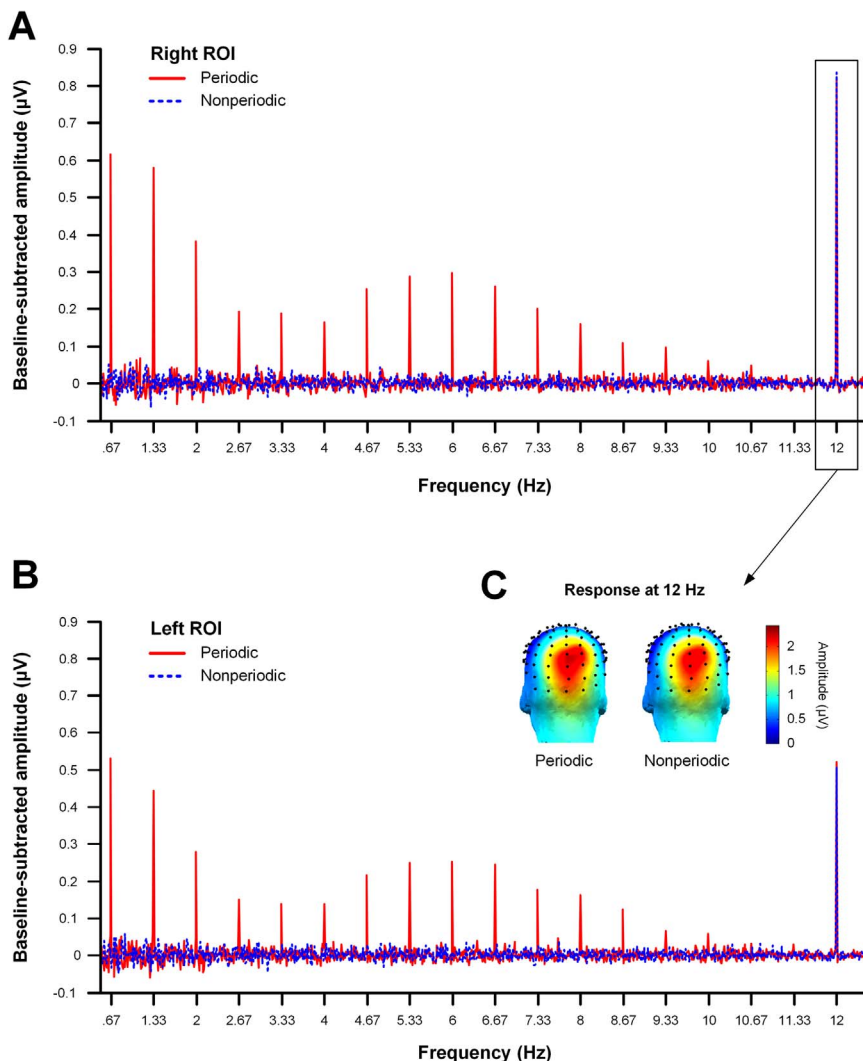 A
Right ROI
Periodic
Nonperiodic
Baseline-subtracted amplitude (µV)
0.9
0.8
0.7
0.6
0.5
0.4
0.3
0.2
0.1
0
-0.1
.67 1.33 2 2.67 3.33 4 4.67 5.33 6 6.67 7.33 8 8.67 9.33 10 10.67 11.33 12
Frequency (Hz)
B
Left ROI
Periodic
Nonperiodic
Baseline-subtracted amplitude (µV)
0.9
0.8
0.7
0.6
0.5
0.4
0.3
0.2
0.1
0
-0.1
.67 1.33 2 2.67 3.33 4 4.67 5.33 6 6.67 7.33 8 8.67 9.33 10 10.67 11.33 12
Frequency (Hz)
C
Response at 12 Hz
Periodic
Nonperiodic
2
1.5
1
0.5
0
Amplitude (µV)